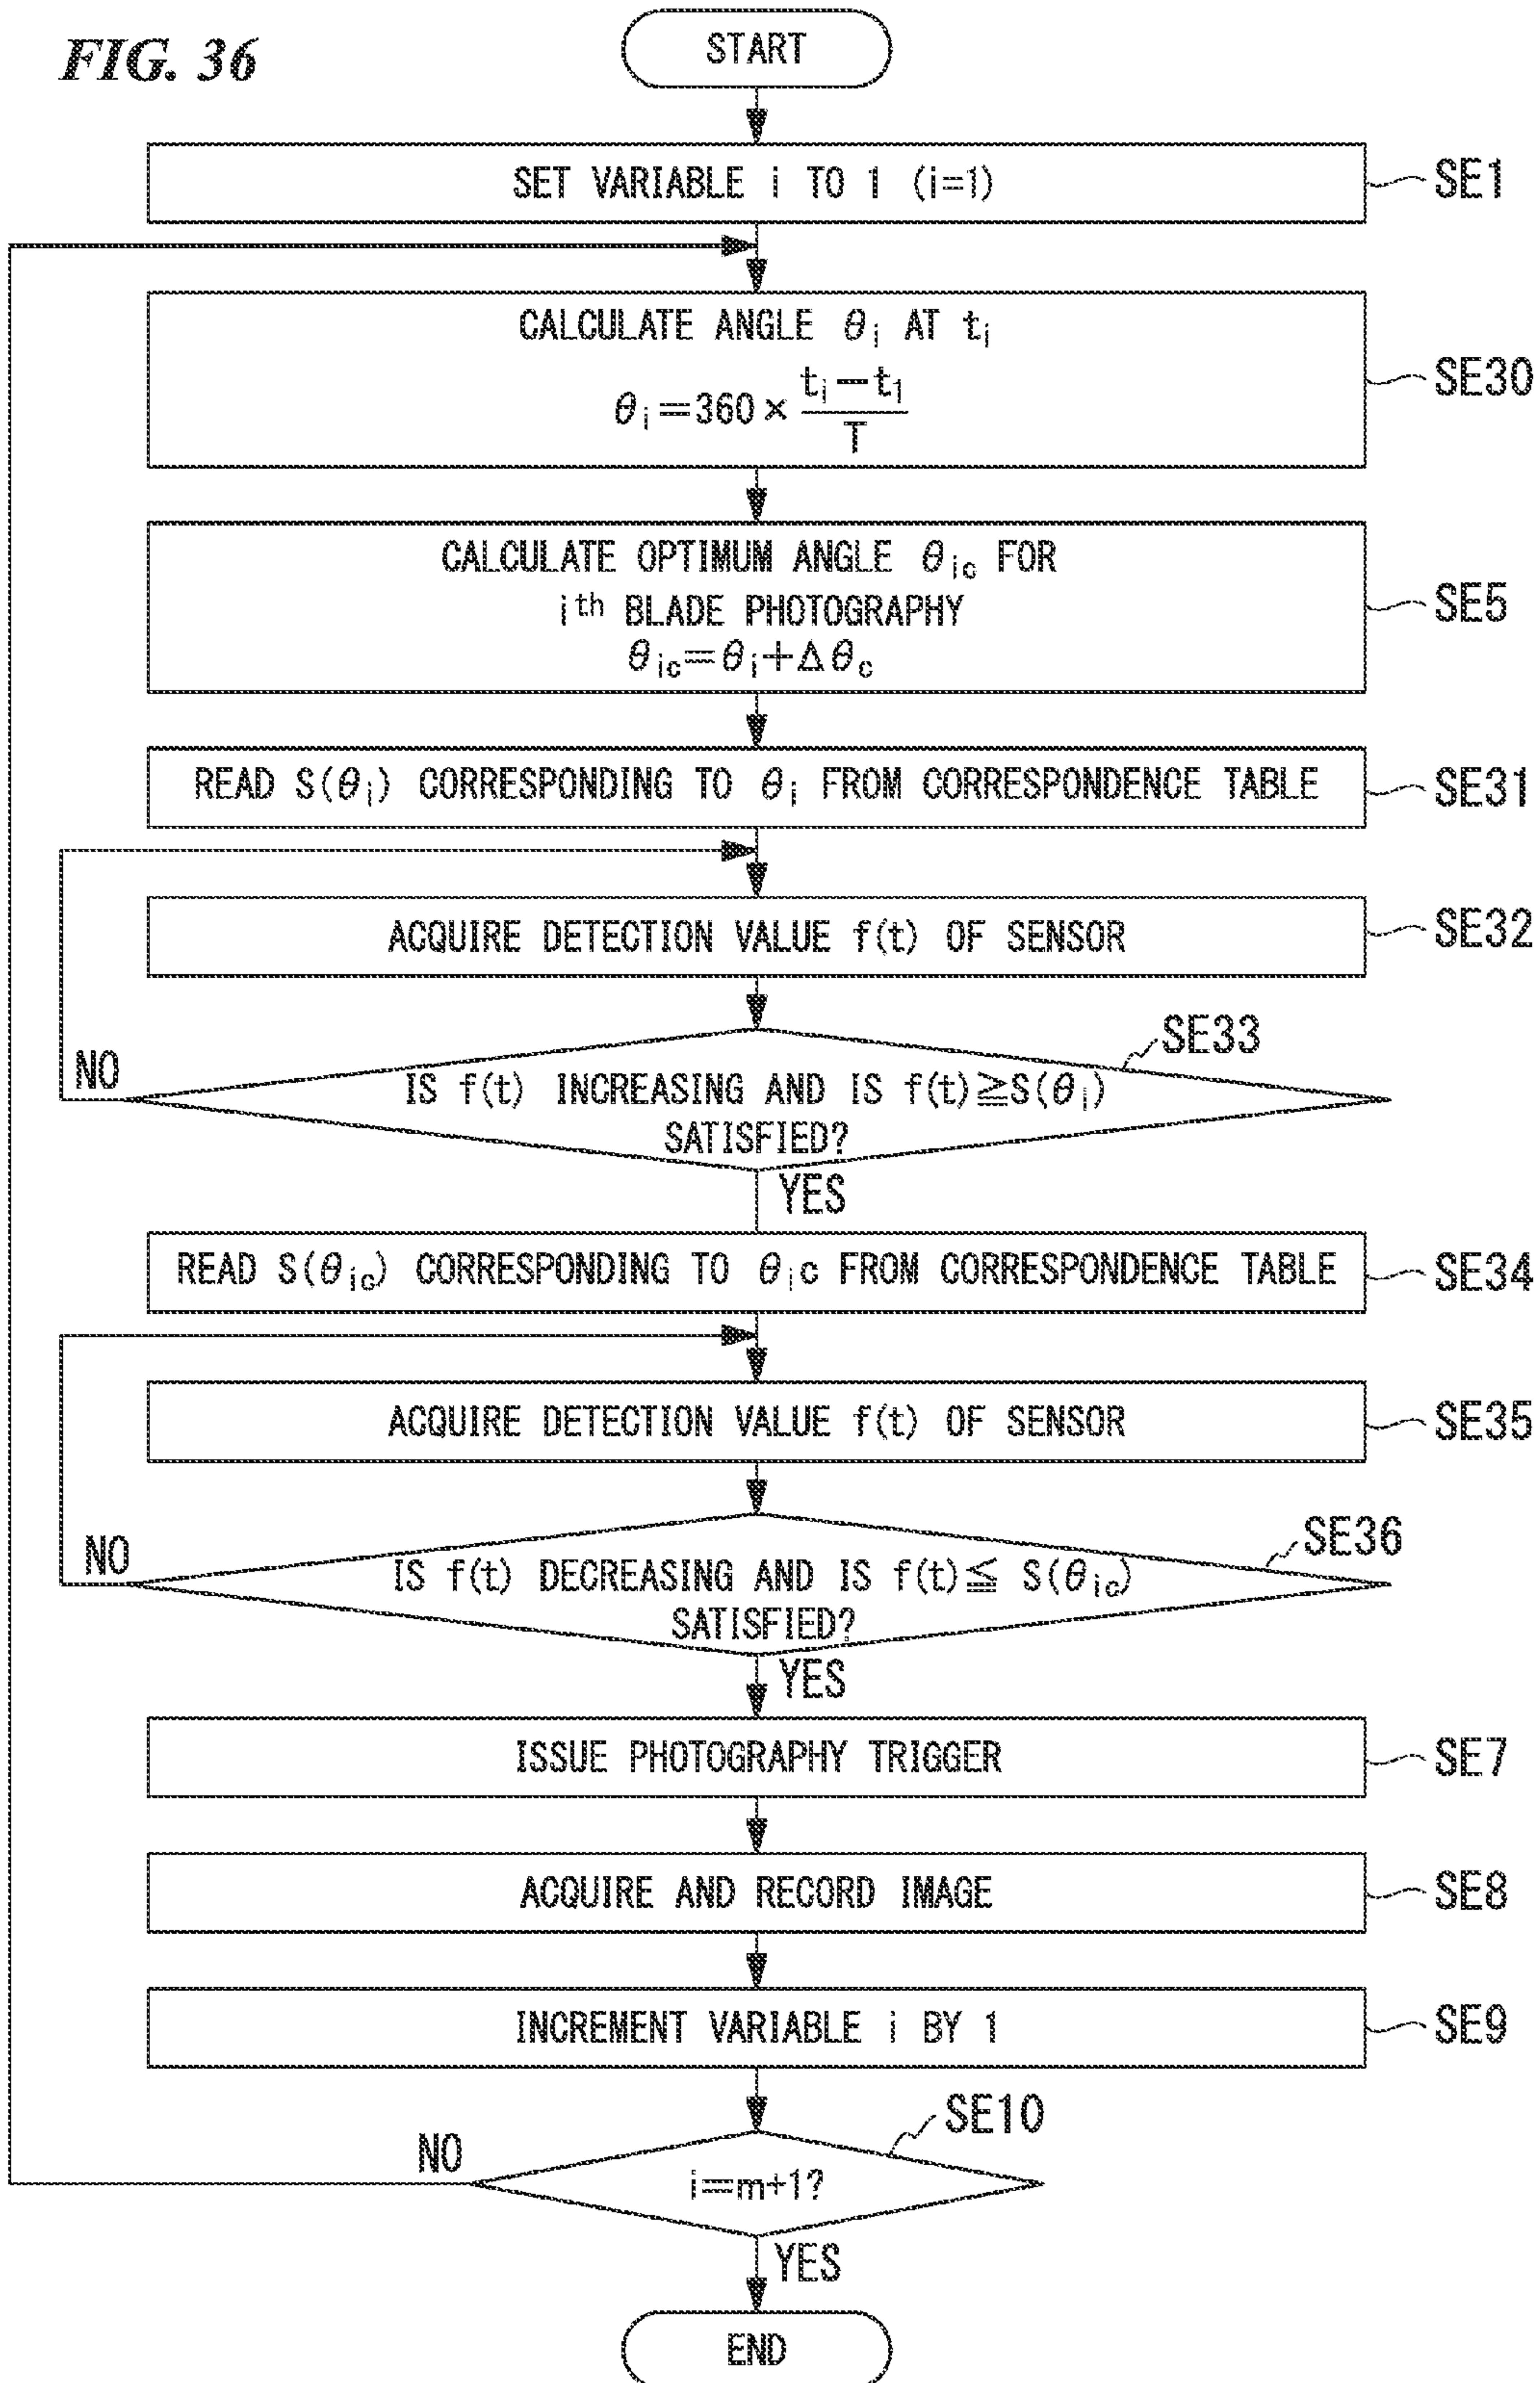 FIG. 36
START
SET VARIABLE i TO 1 (i=1)
SE1
CALCULATE ANGLE θi AT ti
θi=360×(ti−t1)/T
SE30
CALCULATE OPTIMUM ANGLE θic FOR
ith BLADE PHOTOGRAPHY
θic=θi+Δθc
SE5
READ S(θi) CORRESPONDING TO θi FROM CORRESPONDENCE TABLE
SE31
ACQUIRE DETECTION VALUE f(t) OF SENSOR
SE32
SE33
NO
IS f(t) INCREASING AND IS f(t)≧S(θi)
SATISFIED?
YES
READ S(θic) CORRESPONDING TO θic FROM CORRESPONDENCE TABLE
SE34
ACQUIRE DETECTION VALUE f(t) OF SENSOR
SE35
SE36
NO
IS f(t) DECREASING AND IS f(t)≦ S(θic)
SATISFIED?
YES
ISSUE PHOTOGRAPHY TRIGGER
SE7
ACQUIRE AND RECORD IMAGE
SE8
INCREMENT VARIABLE i BY 1
SE9
SE10
NO
i=m+1?
YES
END